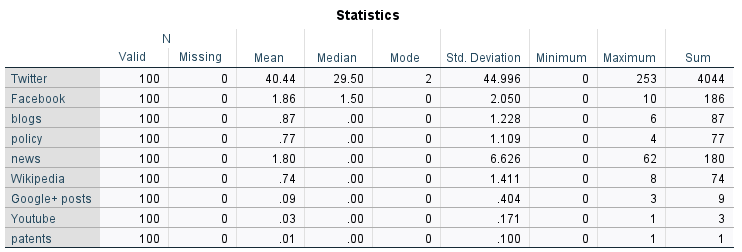 Statistics
N
Valid Missing Mean Median Mode Std. Deviation Minimum Maximum Sum
Twitter 100 0 40.44 29.50 2 44.996 0 253 4044
Facebook 100 0 1.86 1.50 0 2.050 0 10 186
blogs 100 0 .87 .00 0 1.228 0 6 87
policy 100 0 .77 .00 0 1.109 0 4 77
news 100 0 1.80 .00 0 6.626 0 62 180
Wikipedia 100 0 .74 .00 0 1.411 0 8 74
Google+ posts 100 0 .09 .00 0 .404 0 3 9
Youtube 100 0 .03 .00 0 .171 0 1 3
patents 100 0 .01 .00 0 .100 0 1 1